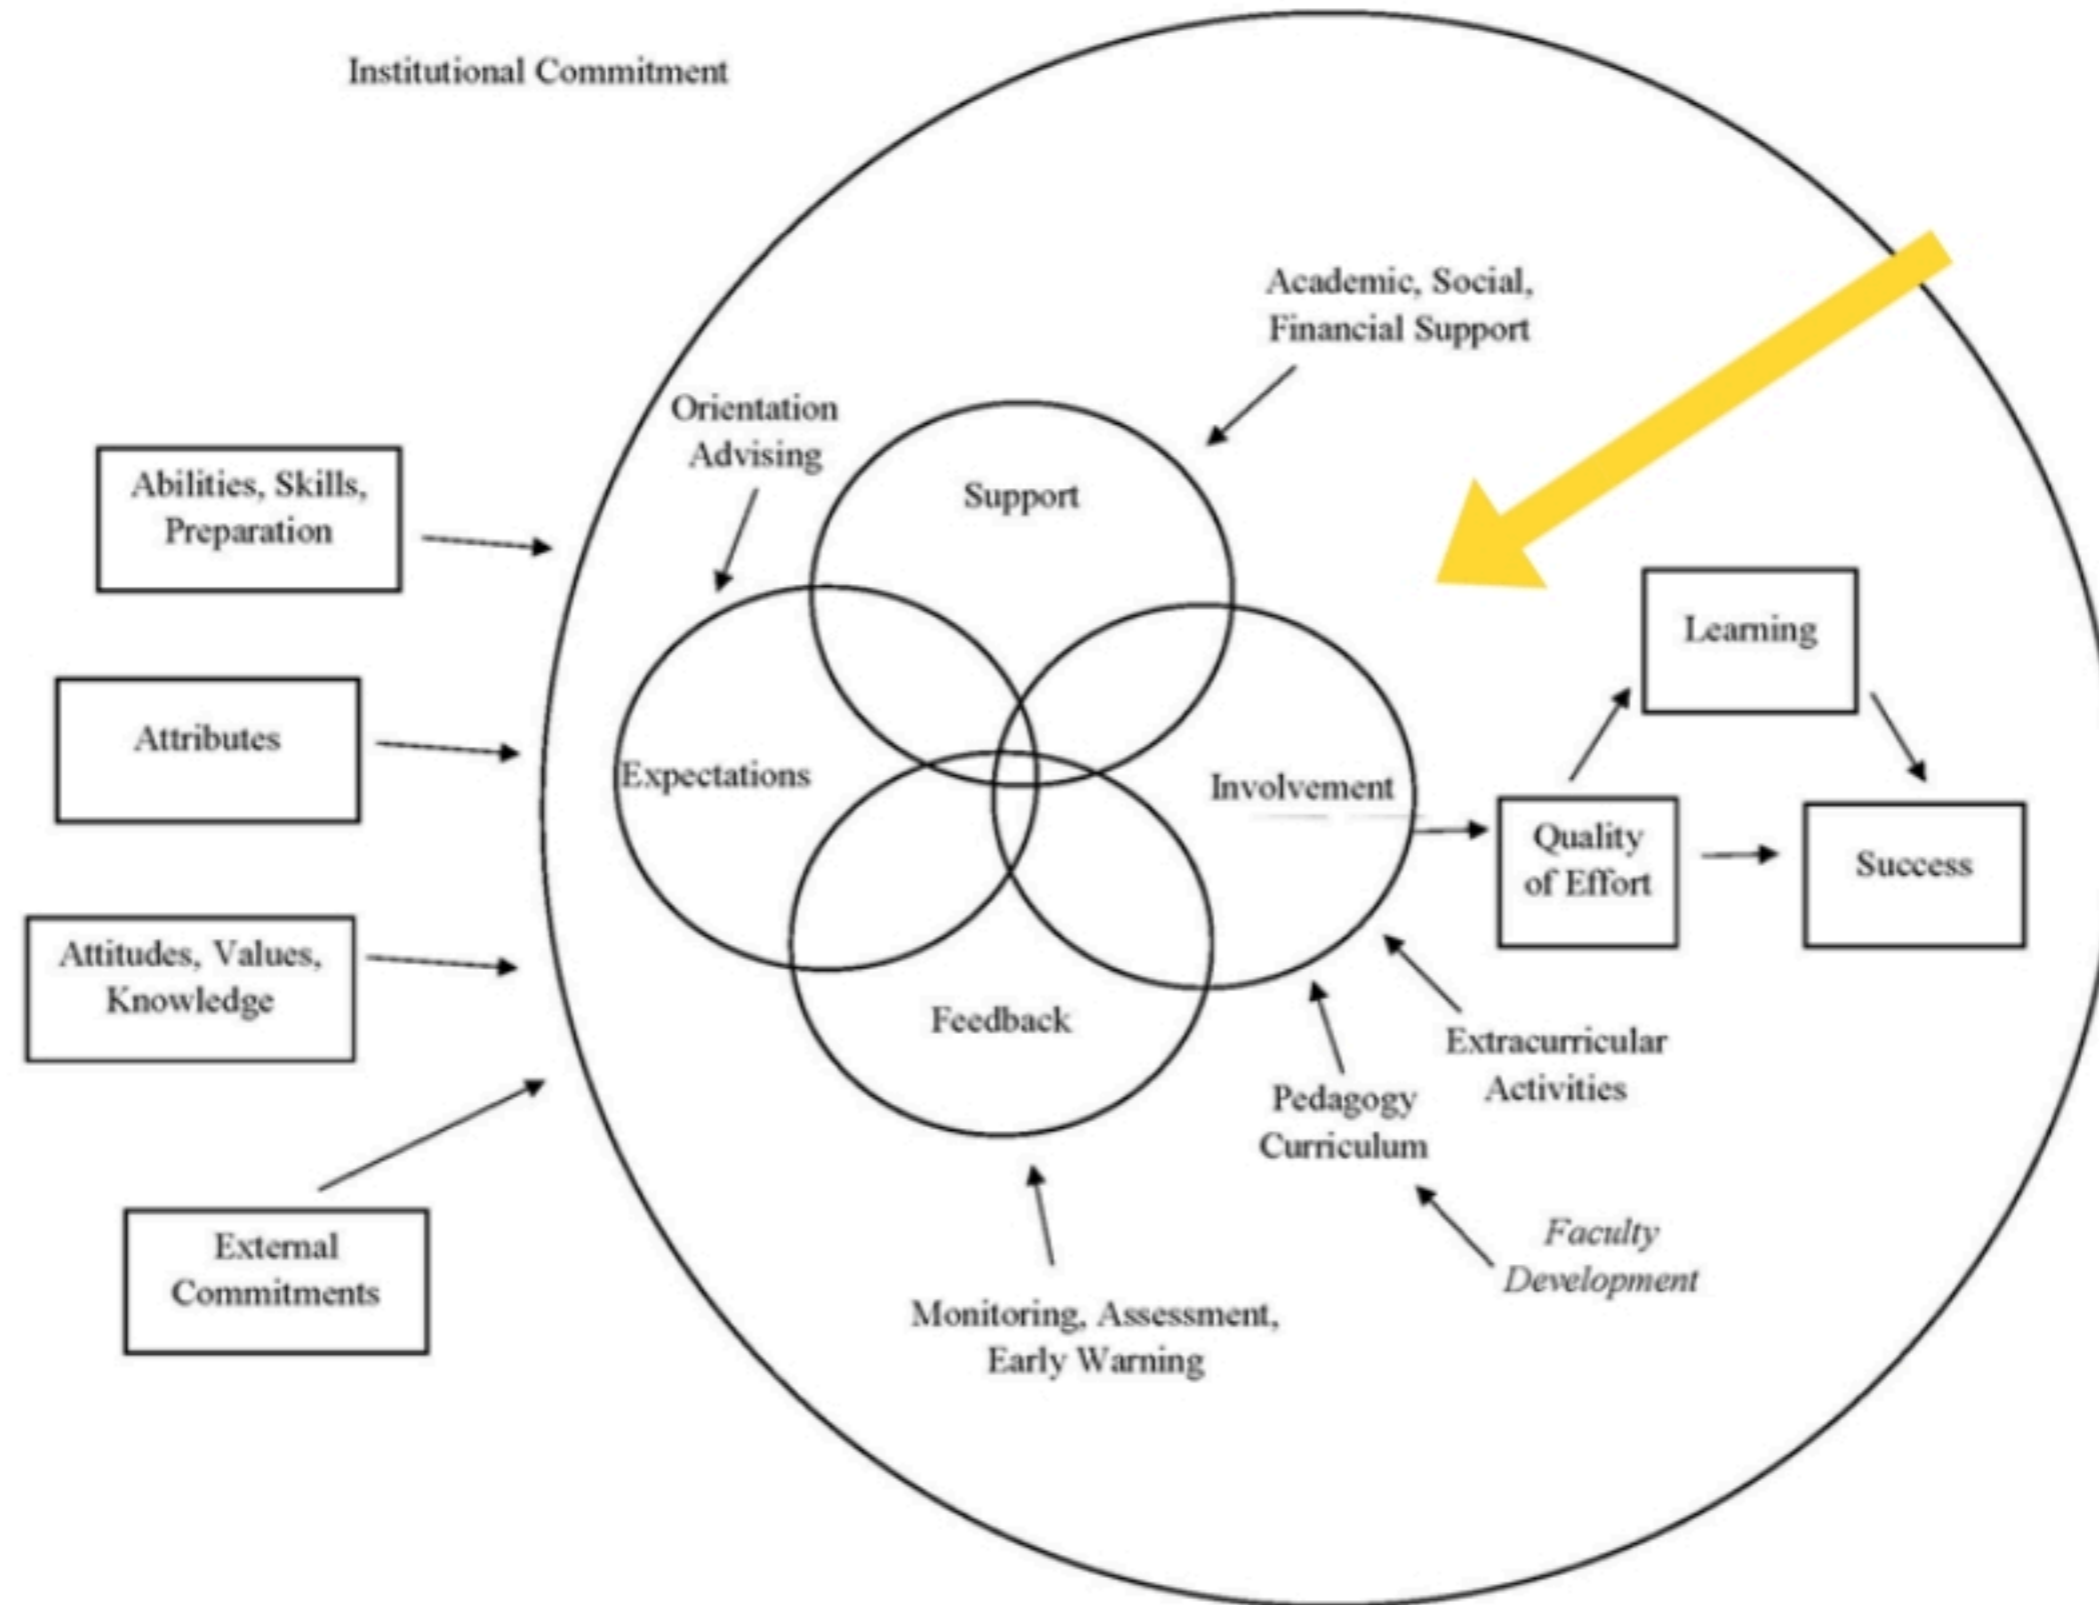 Institutional Commitment
Academic, Social,
Financial Support
Orientation
Advising
Support
Abilities, Skills,
Preparation
Learning
Attributes
Expectations
Involvement
Quality
of Effort
Success
Attitudes, Values,
Knowledge
Feedback
Extracurricular
Activities
Pedagogy
Curriculum
External
Commitments
Faculty
Development
Monitoring, Assessment,
Early Warning